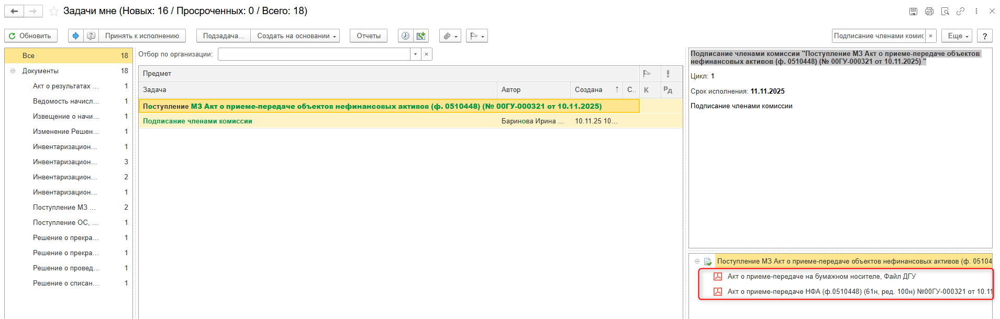 Задачи мне (Новых: 16 / Просроченных: 0 / Всего: 18)
Обновить
Принять к исполнению
Подзадача...
Создать на основании
Отчеты
Подписание членами комис
×
Еще
?
Все 18
Документы 18
Акт о результатах ... 1
Ведомость начисл... 1
Извещение о начи... 1
Изменение Решен... 1
Инвентаризацион... 1
Инвентаризацион... 3
Инвентаризацион... 2
Инвентаризацион... 1
Поступление МЗ ... 2
Поступление ОС, ... 1
Решение о прекра... 1
Решение о прекра... 1
Решение о провед... 1
Решение о списан... 1
Отбор по организации:
Предмет
Задача Автор Создана ↑ С.. К Рд
Поступление МЗ Акт о приеме-передаче объектов нефинансовых активов (ф. 0510448) (№ 00ГУ-000321 от 10.11.2025)
Подписание членами комиссии Баринова Ирина ... 10.11.25 10...
Подписание членами комиссии "Поступление МЗ Акт о приеме-передаче объектов
нефинансовых активов (ф. 0510448) (№ 00ГУ-000321 от 10.11.2025) "
Цикл: 1
Срок исполнения: 11.11.2025
Подписание членами комиссии
Поступление МЗ Акт о приеме-передаче объектов нефинансовых активов (ф. 05104
Акт о приеме-передаче на бумажном носителе, Файл ДГУ
Акт о приеме-передаче НФА (ф.0510448) (61н, ред. 100н) №00ГУ-000321 от 10.11